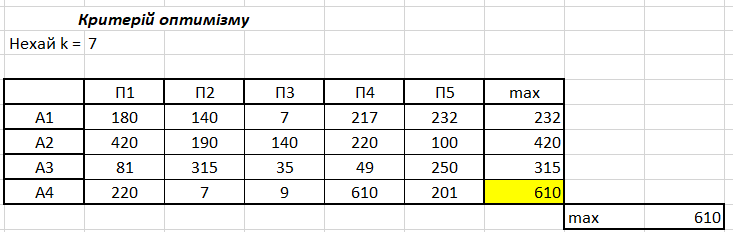 Критерій оптимізму
Нехай k = 7
П1 П2 П3 П4 П5 max
А1 180 140 7 217 232 232
А2 420 190 140 220 100 420
А3 81 315 35 49 250 315
А4 220 7 9 610 201 610
max 610